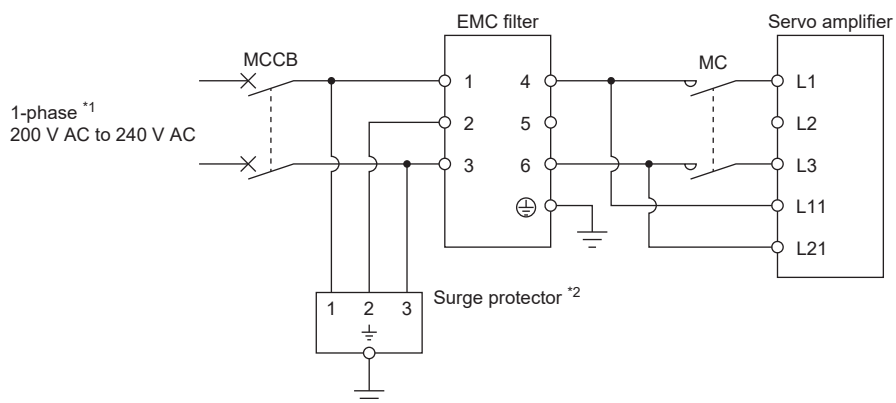 EMC filter
Servo amplifier
MCCB
MC
1-phase *1
200 V AC to 240 V AC
1
2
3
4
5
6
L1
L2
L3
L11
L21
Surge protector *2
1 2 3